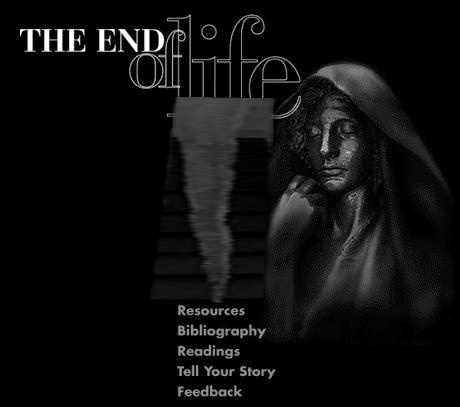 THE END
of life
Resources
Bibliography
Readings
Tell Your Story
Feedback